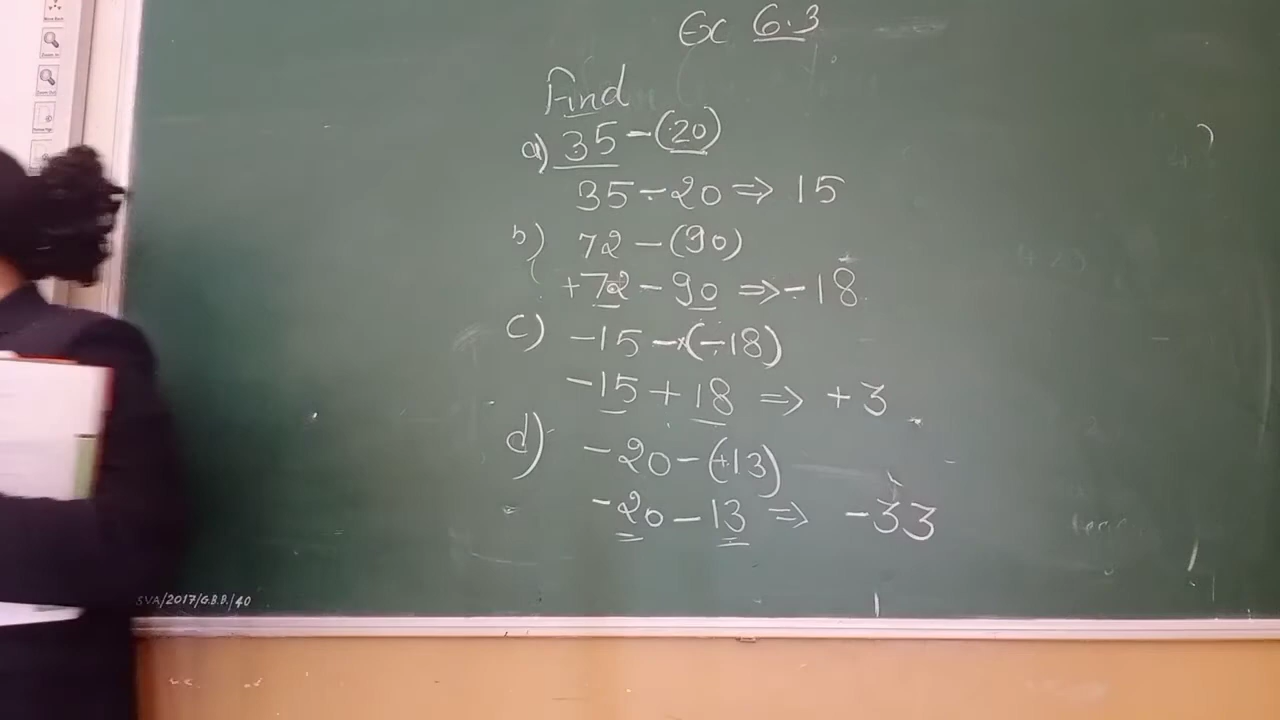 Ex 6.3
Find
a) 35 - (20)
35 - 20 ⇒ 15
b) 72 - (90)
+72 - 90 ⇒ -18
c) -15 - (-18)
-15 + 18 ⇒ +3
d) -20 - (+13)
-20 - 13 ⇒ -33
SVA/2017/G.B.B./40